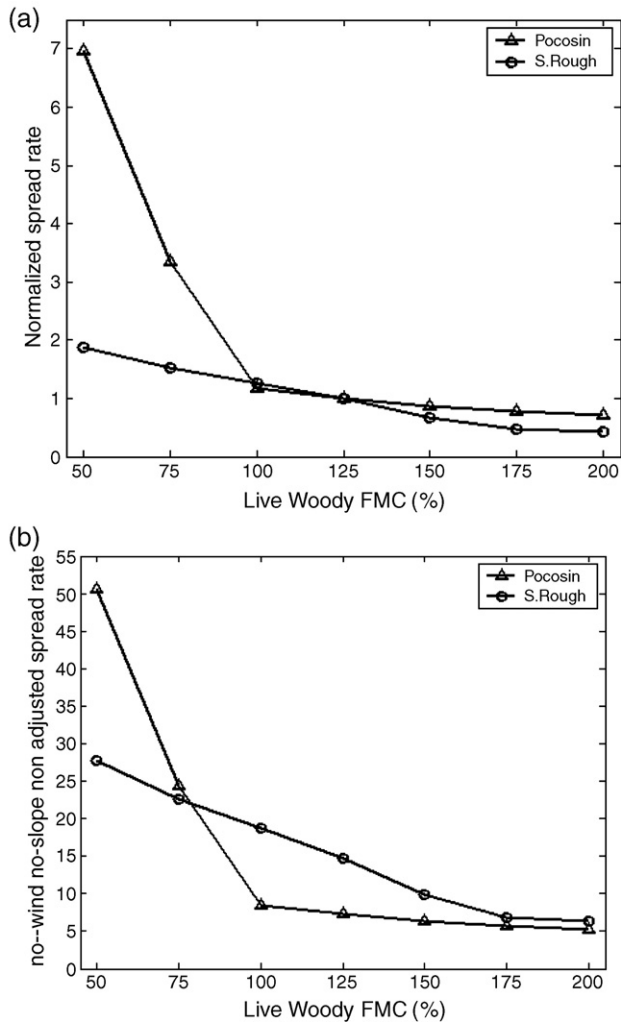 (a)
7
6
5
4
3
2
1
0
Normalized spread rate
Pocosin
S.Rough
50 75 100 125 150 175 200
Live Woody FMC (%)
(b)
55
50
45
40
35
30
25
20
15
10
5
0
no--wind no-slope non adjusted spread rate
Pocosin
S.Rough
50 75 100 125 150 175 200
Live Woody FMC (%)